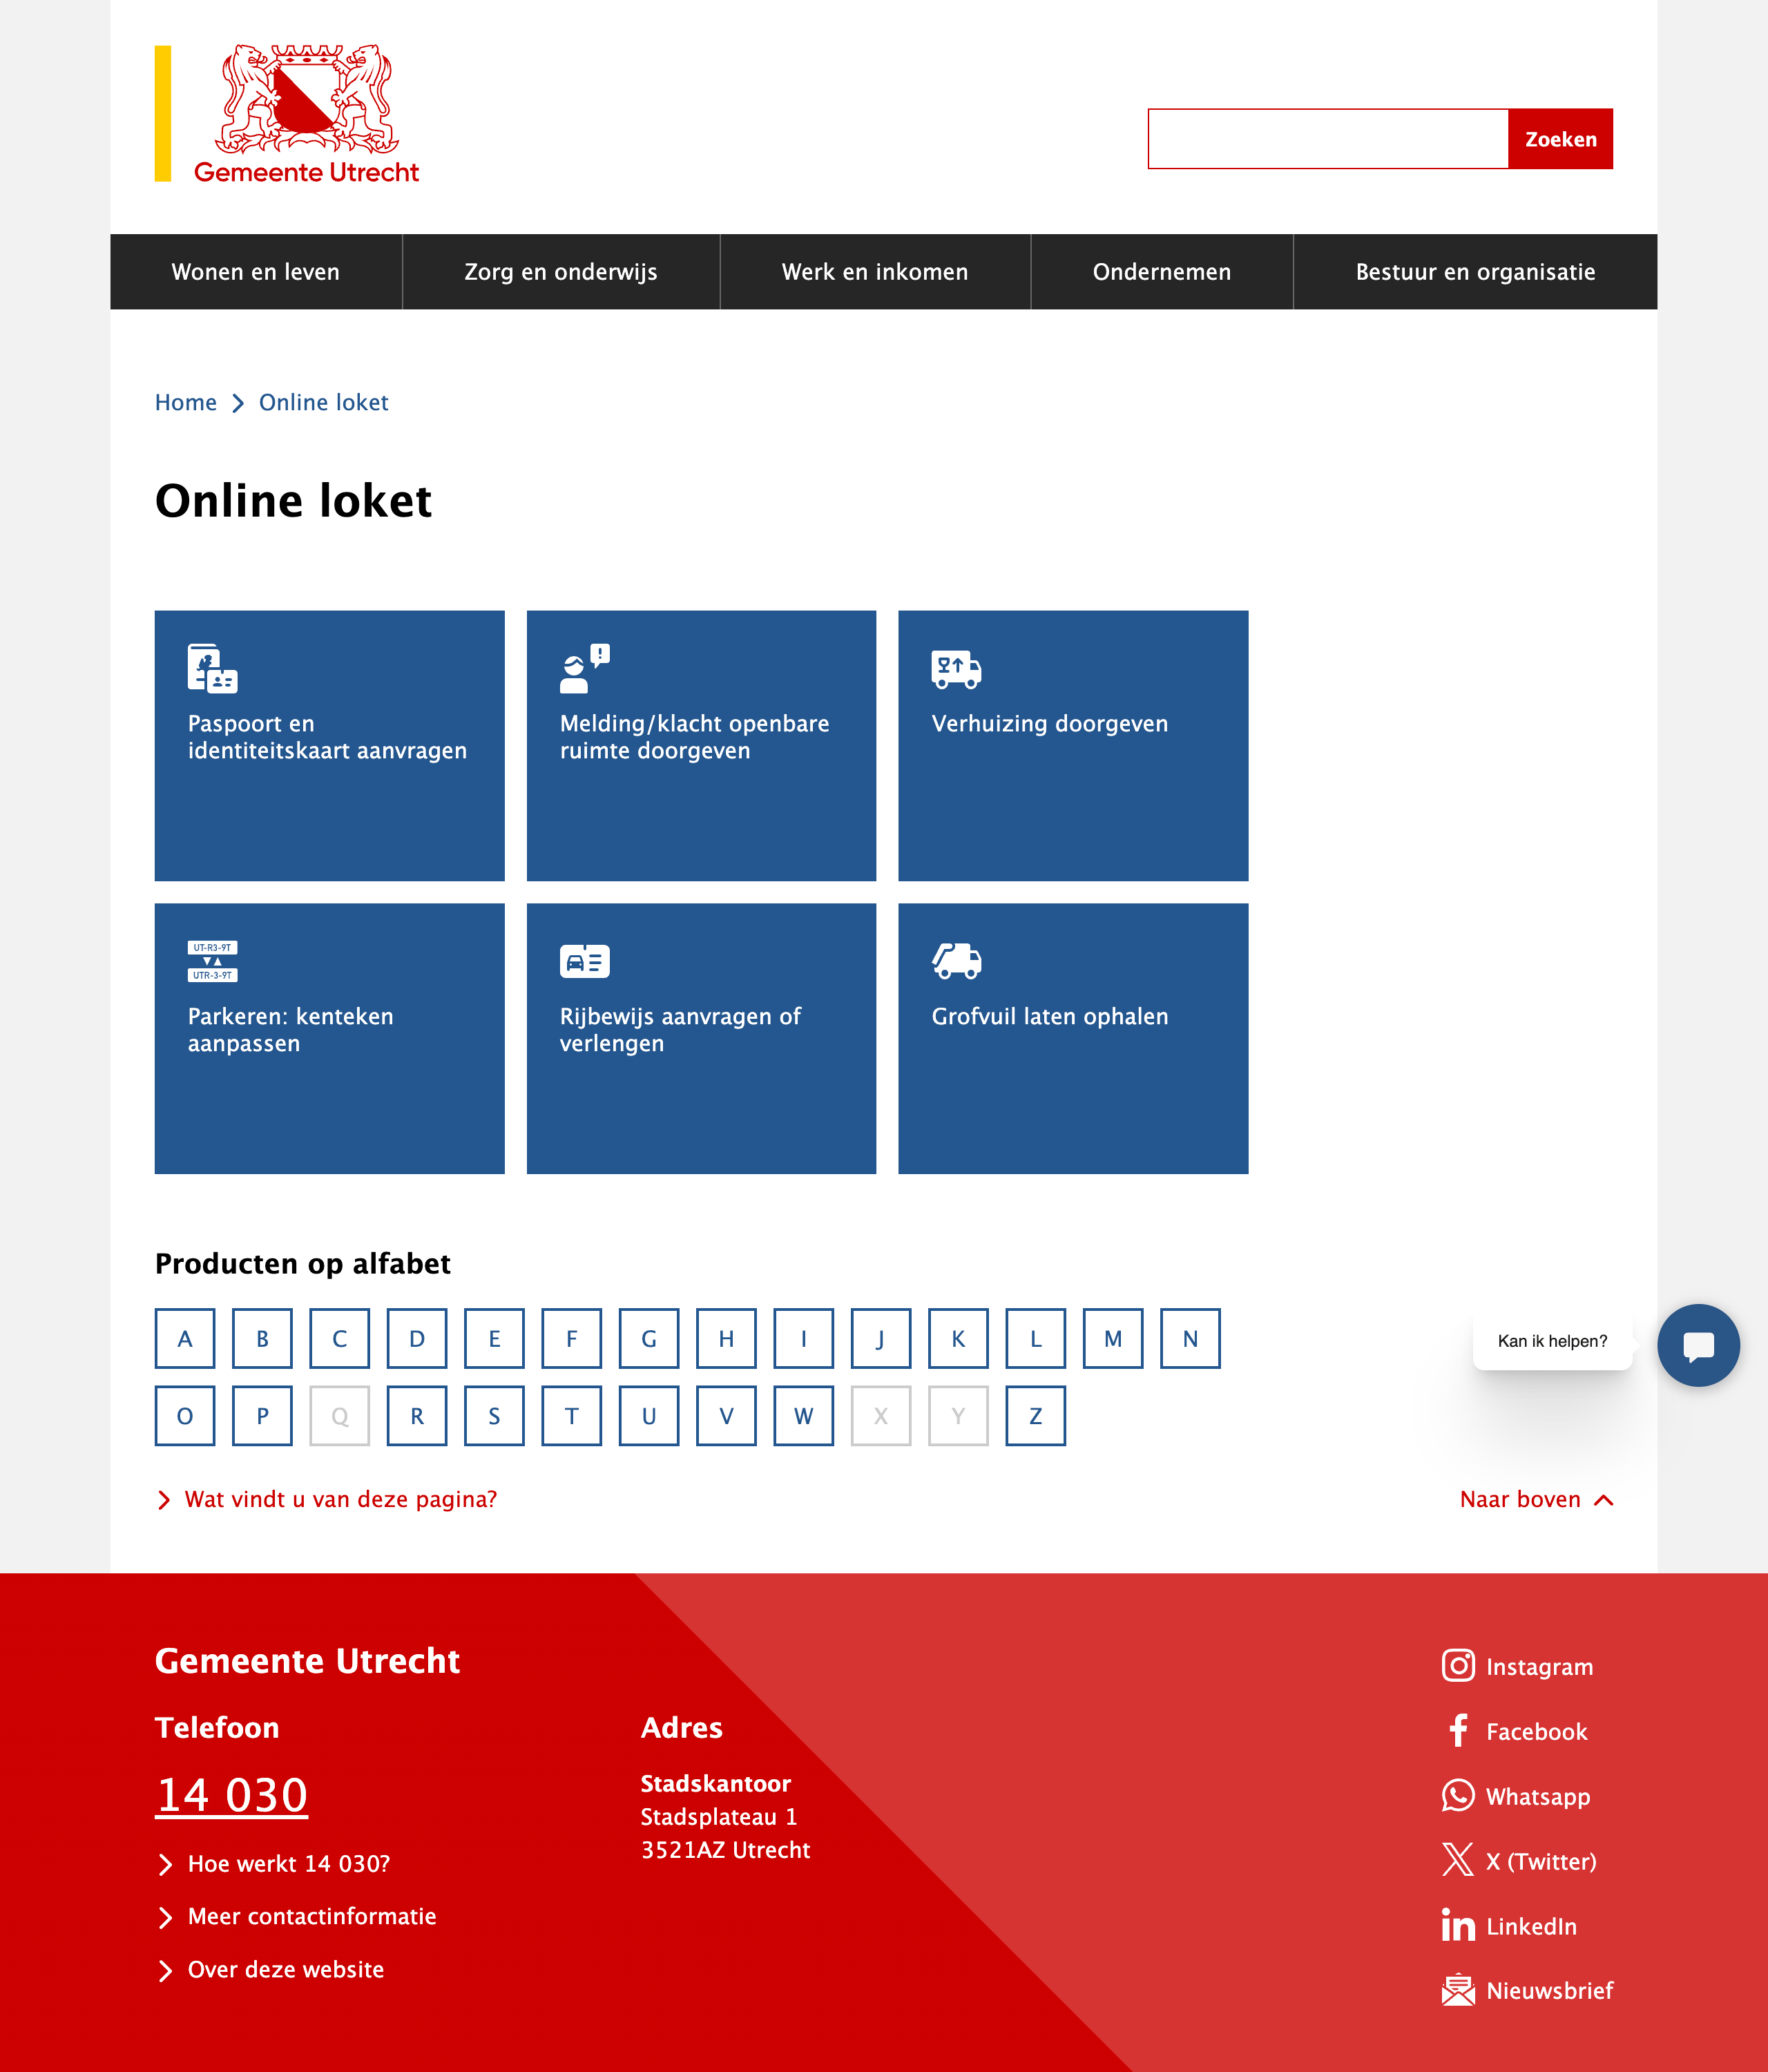 Gemeente Utrecht
Zoeken
Wonen en leven
Zorg en onderwijs
Werk en inkomen
Ondernemen
Bestuur en organisatie
Home
Online loket
Online loket
Paspoort en
identiteitskaart aanvragen
Melding/klacht openbare
ruimte doorgeven
Verhuizing doorgeven
UT-R3-9T
UTR-3-9T
Parkeren: kenteken
aanpassen
Rijbewijs aanvragen of
verlengen
Grofvuil laten ophalen
Producten op alfabet
A B C D E F G H I J K L M N
O P Q R S T U V W X Y Z
Kan ik helpen?
Wat vindt u van deze pagina?
Naar boven
Gemeente Utrecht
Telefoon
14 030
Hoe werkt 14 030?
Meer contactinformatie
Over deze website
Adres
Stadskantoor
Stadsplateau 1
3521AZ Utrecht
Instagram
Facebook
Whatsapp
X (Twitter)
LinkedIn
Nieuwsbrief